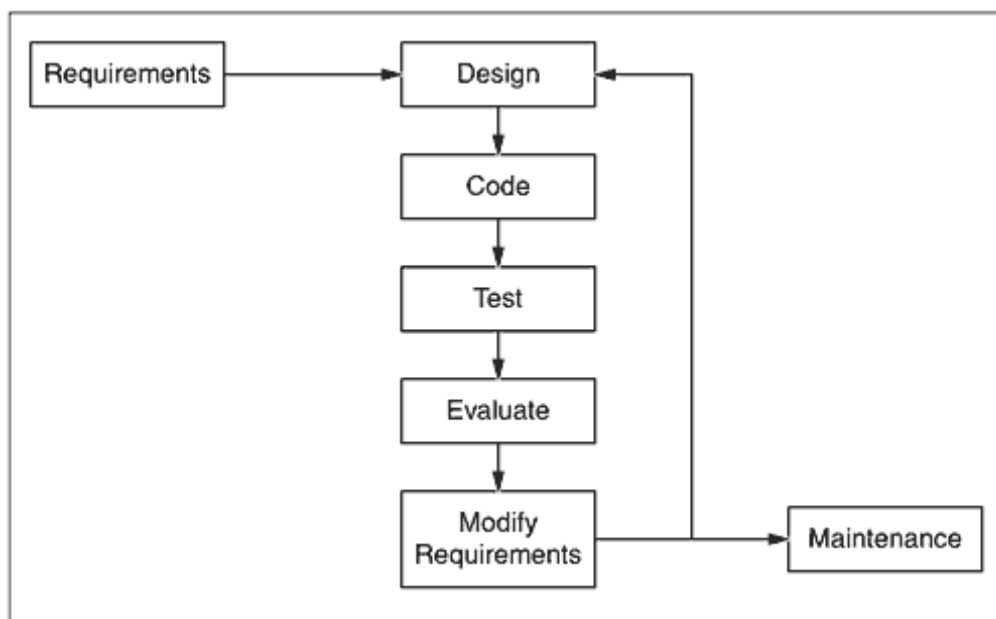 Requirements
Design
Code
Test
Evaluate
Modify
Requirements
Maintenance